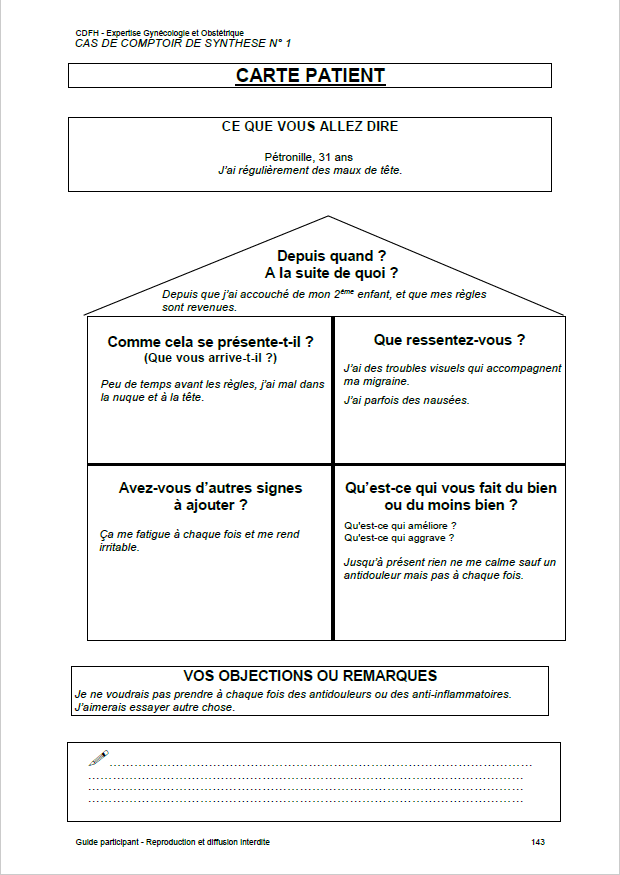 CDFH - Expertise Gynécologie et Obstétrique
CAS DE COMPTOIR DE SYNTHESE N° 1
CARTE PATIENT
CE QUE VOUS ALLEZ DIRE
Pétronille, 31 ans
J'ai régulièrement des maux de tête.
Depuis quand ?
A la suite de quoi ?
Depuis que j'ai accouché de mon 2ème enfant, et que mes règles
sont revenues.
Comme cela se présente-t-il ?
(Que vous arrive-t-il ?)
Peu de temps avant les règles, j'ai mal dans
la nuque et à la tête.
Que ressentez-vous ?
J'ai des troubles visuels qui accompagnent
ma migraine.
J'ai parfois des nausées.
Avez-vous d'autres signes
à ajouter ?
Ça me fatigue à chaque fois et me rend
irritable.
Qu'est-ce qui vous fait du bien
ou du moins bien ?
Qu'est-ce qui améliore ?
Qu'est-ce qui aggrave ?
Jusqu'à présent rien ne me calme sauf un
antidouleur mais pas à chaque fois.
VOS OBJECTIONS OU REMARQUES
Je ne voudrais pas prendre à chaque fois des antidouleurs ou des anti-inflammatoires.
J'aimerais essayer autre chose.
Guide participant - Reproduction et diffusion interdite
143